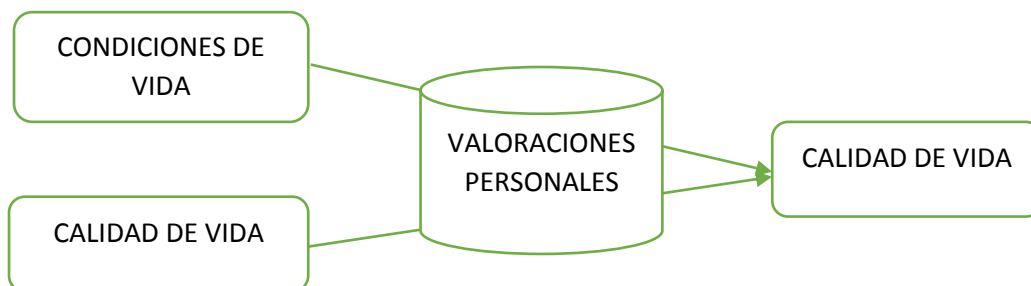 CONDICIONES DE
VIDA
CALIDAD DE VIDA
VALORACIONES
PERSONALES
CALIDAD DE VIDA